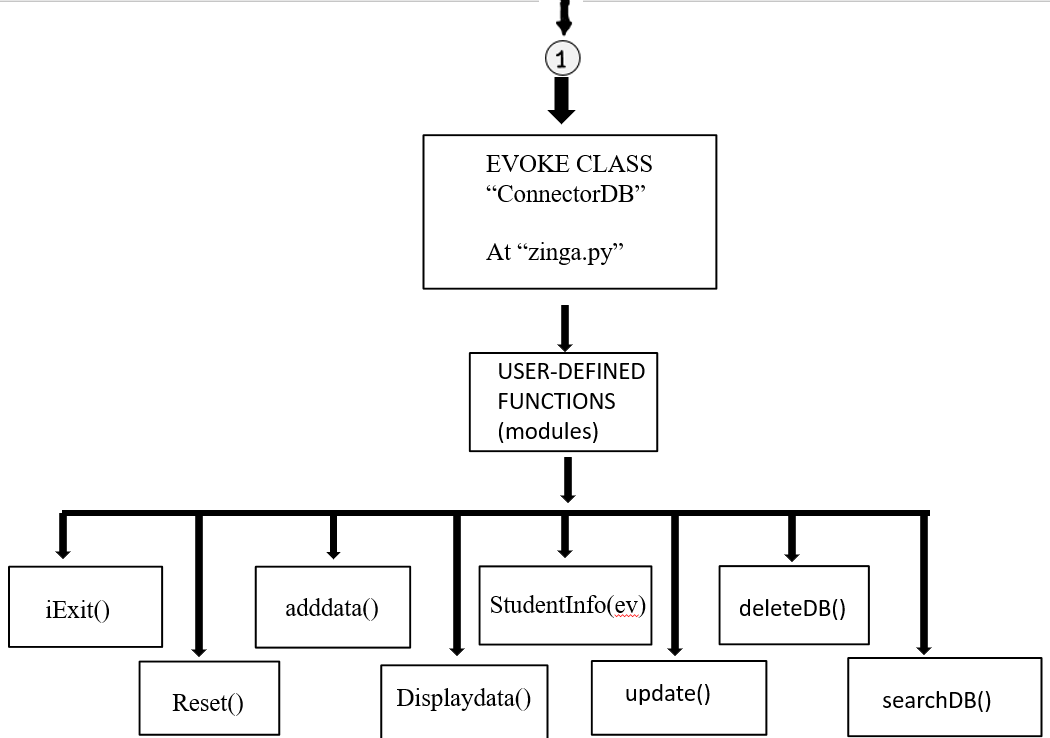 1
EVOKE CLASS
“ConnectorDB”
At “zinga.py”
USER-DEFINED
FUNCTIONS
(modules)
iExit()
adddata()
StudentInfo(ev)
deleteDB()
Reset()
Displaydata()
update()
searchDB()